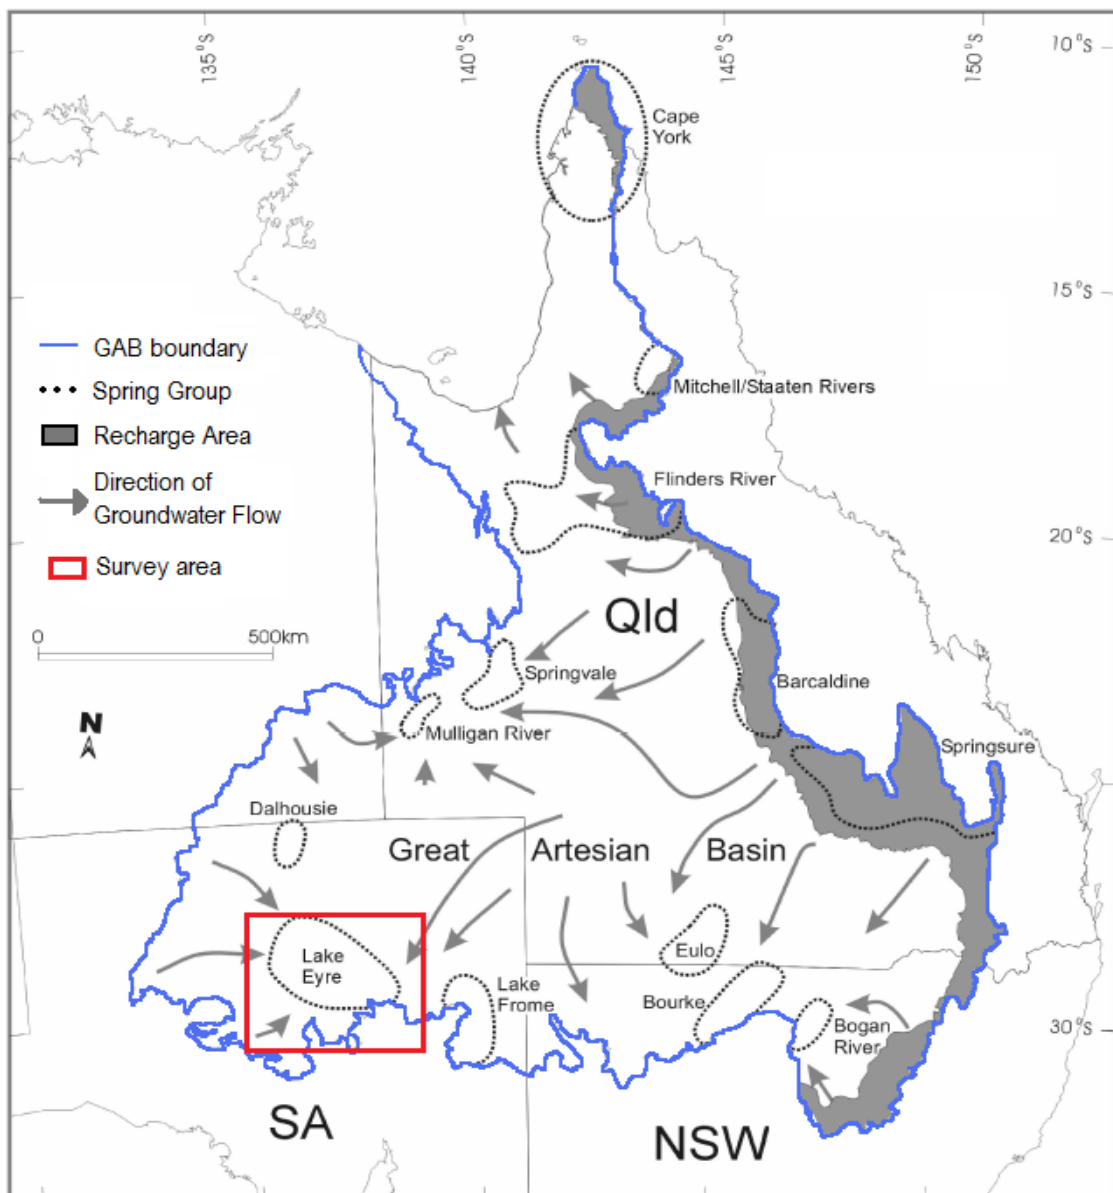 135°S
140°S
145°S
150°S
10°S
Cape
York
15°S
GAB boundary
Spring Group
Recharge Area
Direction of
Groundwater Flow
Survey area
Mitchell/Staaten Rivers
Flinders River
20°S
0
500km
Qld
Springvale
Barcaldine
N
Mulligan River
Springsure
Dalhousie
Great Artesian Basin
Lake
Eyre
Eulo
Lake
Frome
Bourke
Bogan
River
30°S
SA
NSW